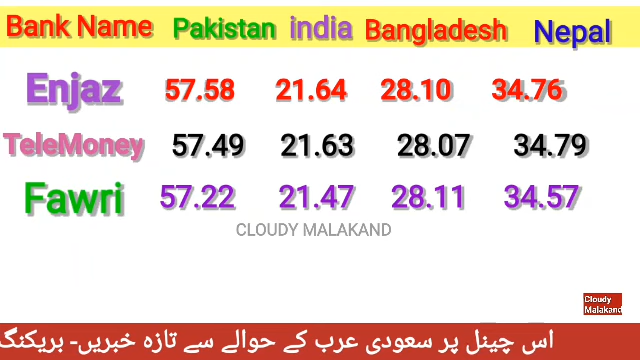 Bank Name Pakistan india Bangladesh Nepal
Enjaz 57.58 21.64 28.10 34.76
TeleMoney 57.49 21.63 28.07 34.79
Fawri 57.22 21.47 28.11 34.57
CLOUDY MALAKAND
Cloudy
Malakand
اس چینل پر سعودی عرب کے حوالے سے تازہ خبریں- بریکنگ